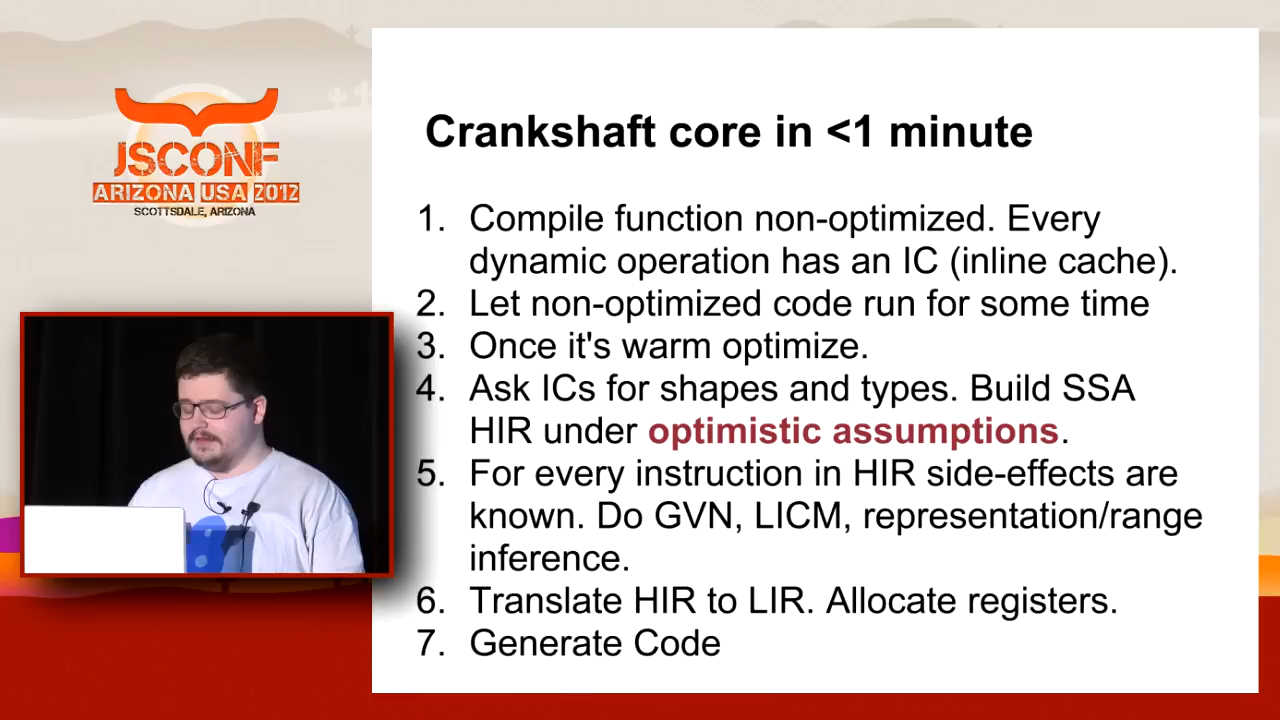 JSCONF
ARIZONA USA 2012
SCOTTSDALE, ARIZONA
Crankshaft core in <1 minute
1. Compile function non-optimized. Every
dynamic operation has an IC (inline cache).
2. Let non-optimized code run for some time
3. Once it's warm optimize.
4. Ask ICs for shapes and types. Build SSA
HIR under optimistic assumptions.
5. For every instruction in HIR side-effects are
known. Do GVN, LICM, representation/range
inference.
6. Translate HIR to LIR. Allocate registers.
7. Generate Code